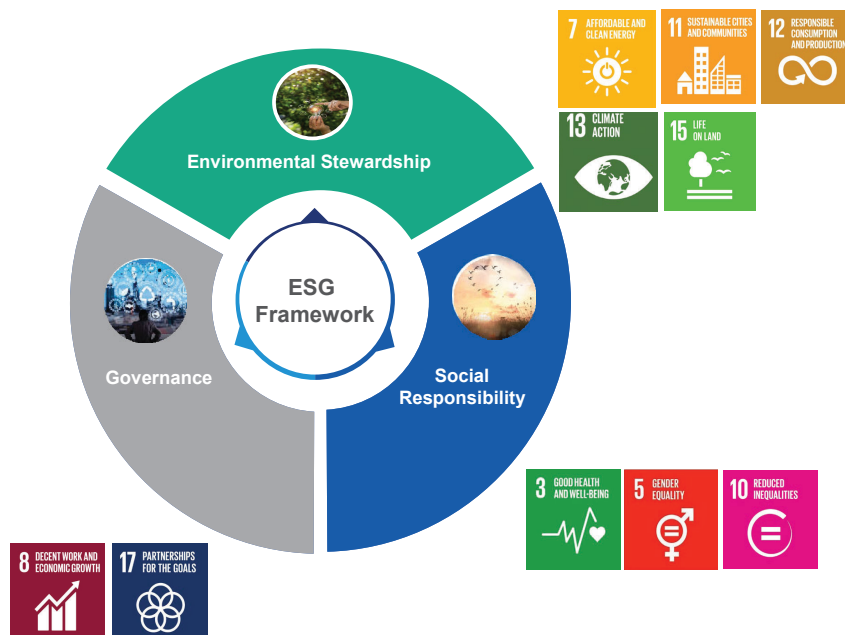 7 AFFORDABLE AND
CLEAN ENERGY
11 SUSTAINABLE CITIES
AND COMMUNITIES
12 RESPONSIBLE
CONSUMPTION
AND PRODUCTION
13 CLIMATE
ACTION
15 LIFE
ON LAND
Environmental Stewardship
ESG
Framework
Governance
Social
Responsibility
3 GOOD HEALTH
AND WELL-BEING
5 GENDER
EQUALITY
10 REDUCED
INEQUALITIES
8 DECENT WORK AND
ECONOMIC GROWTH
17 PARTNERSHIPS
FOR THE GOALS